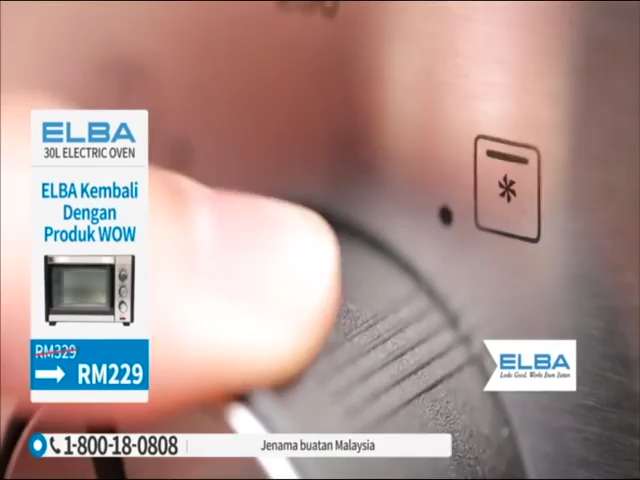 ELBA
30L ELECTRIC OVEN
ELBA Kembali
Dengan
Produk WOW
RM329
RM229
ELBA
Looks Good. Works Even Better.
1-800-18-0808
Jenama buatan Malaysia